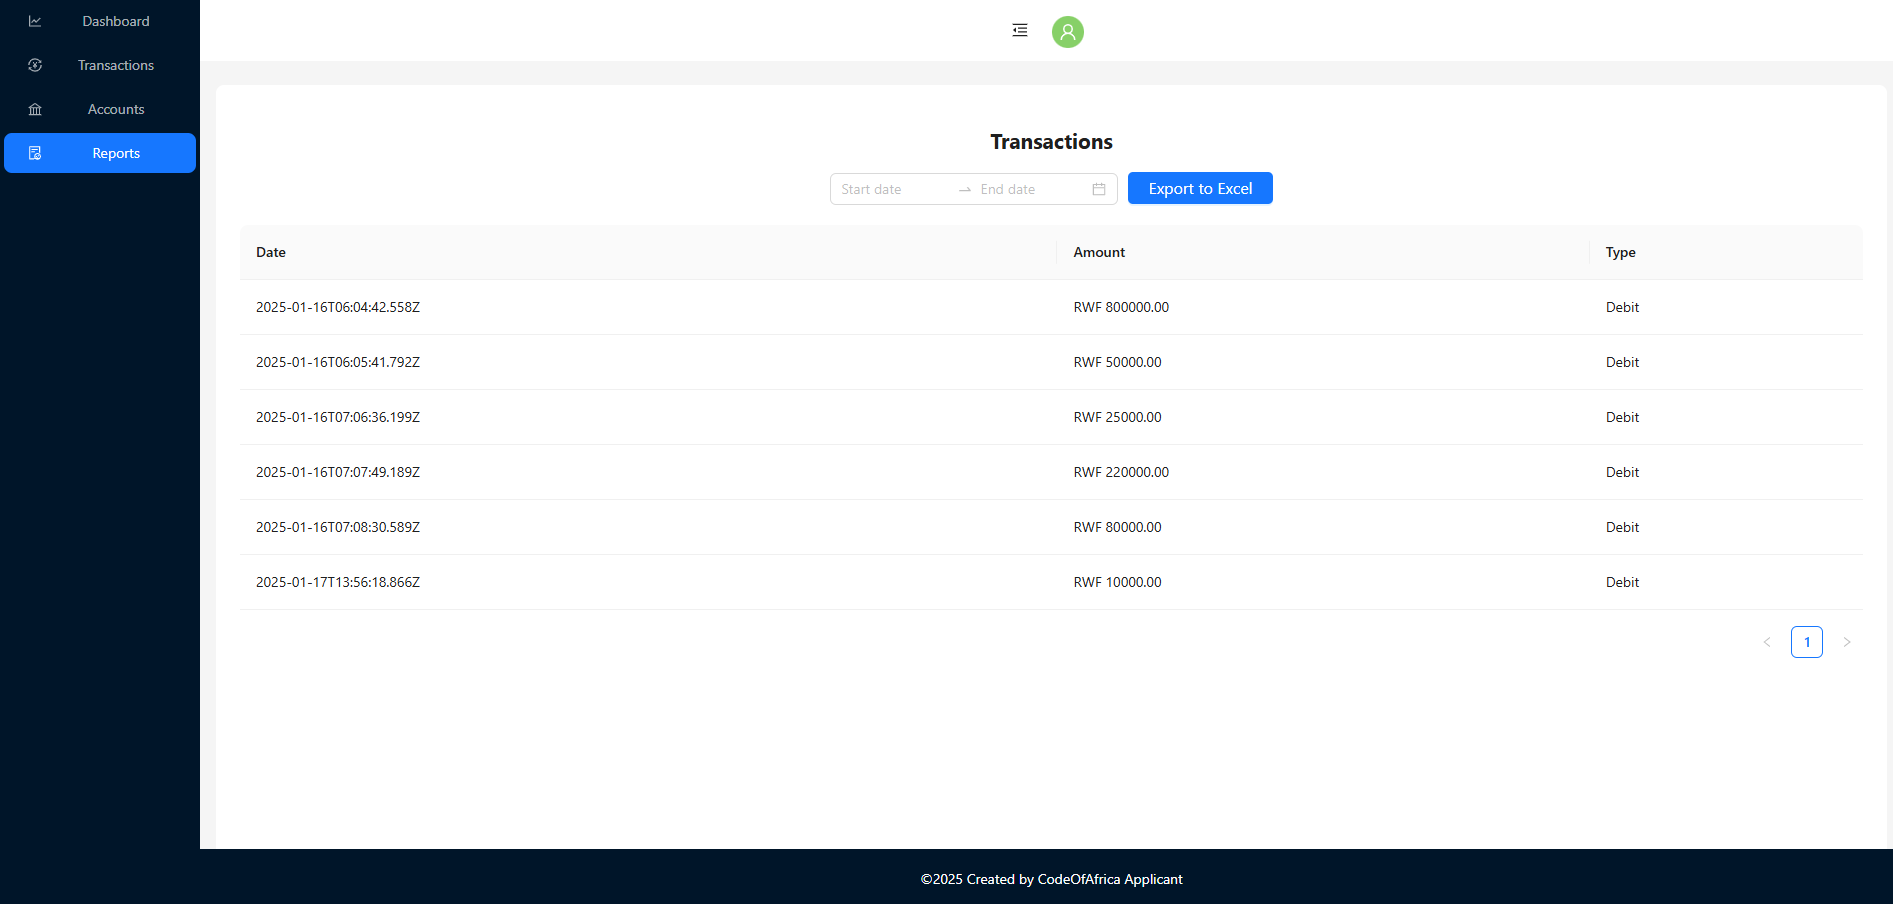 Dashboard
Transactions
Accounts
Reports
Transactions
Start date End date Export to Excel
Date Amount Type
2025-01-16T06:04:42.558Z RWF 800000.00 Debit
2025-01-16T06:05:41.792Z RWF 50000.00 Debit
2025-01-16T07:06:36.199Z RWF 25000.00 Debit
2025-01-16T07:07:49.189Z RWF 220000.00 Debit
2025-01-16T07:08:30.589Z RWF 80000.00 Debit
2025-01-17T13:56:18.866Z RWF 10000.00 Debit
1
©2025 Created by CodeOfAfrica Applicant